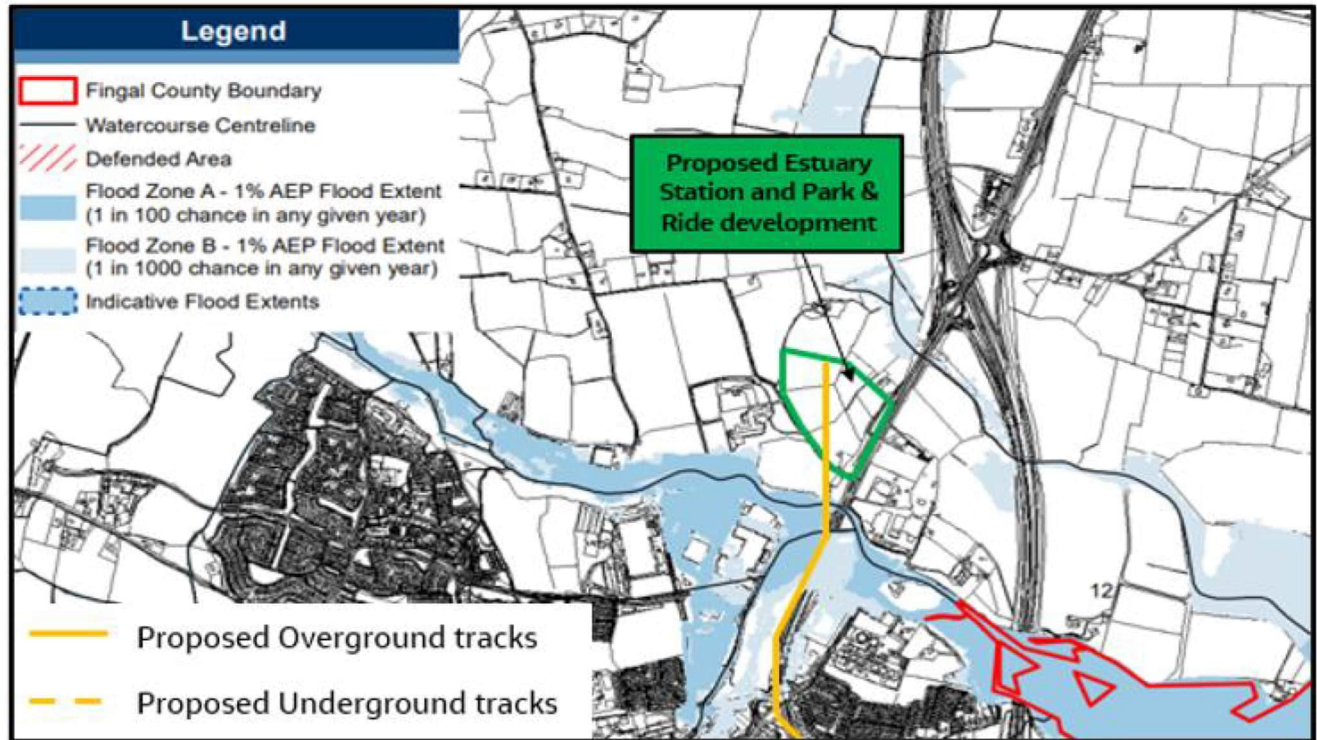 Legend
Fingal County Boundary
Watercourse Centreline
Defended Area
Flood Zone A - 1% AEP Flood Extent
(1 in 100 chance in any given year)
Flood Zone B - 1% AEP Flood Extent
(1 in 1000 chance in any given year)
Indicative Flood Extents
Proposed Estuary
Station and Park &
Ride development
12
Proposed Overground tracks
Proposed Underground tracks